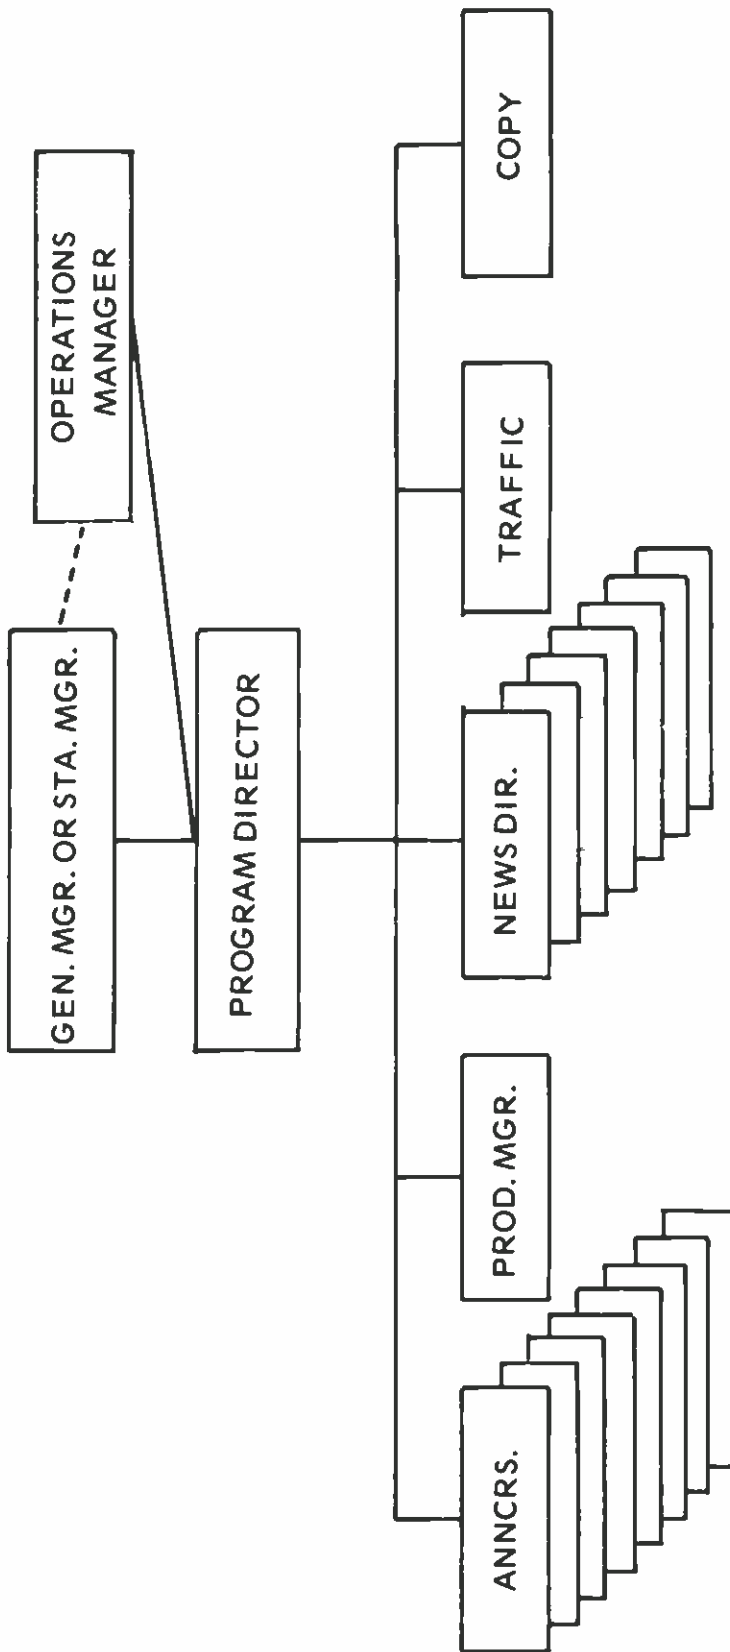 GEN. MGR. OR STA. MGR.
OPERATIONS
MANAGER
PROGRAM DIRECTOR
ANNCRS.
PROD. MGR.
NEWS DIR.
TRAFFIC
COPY